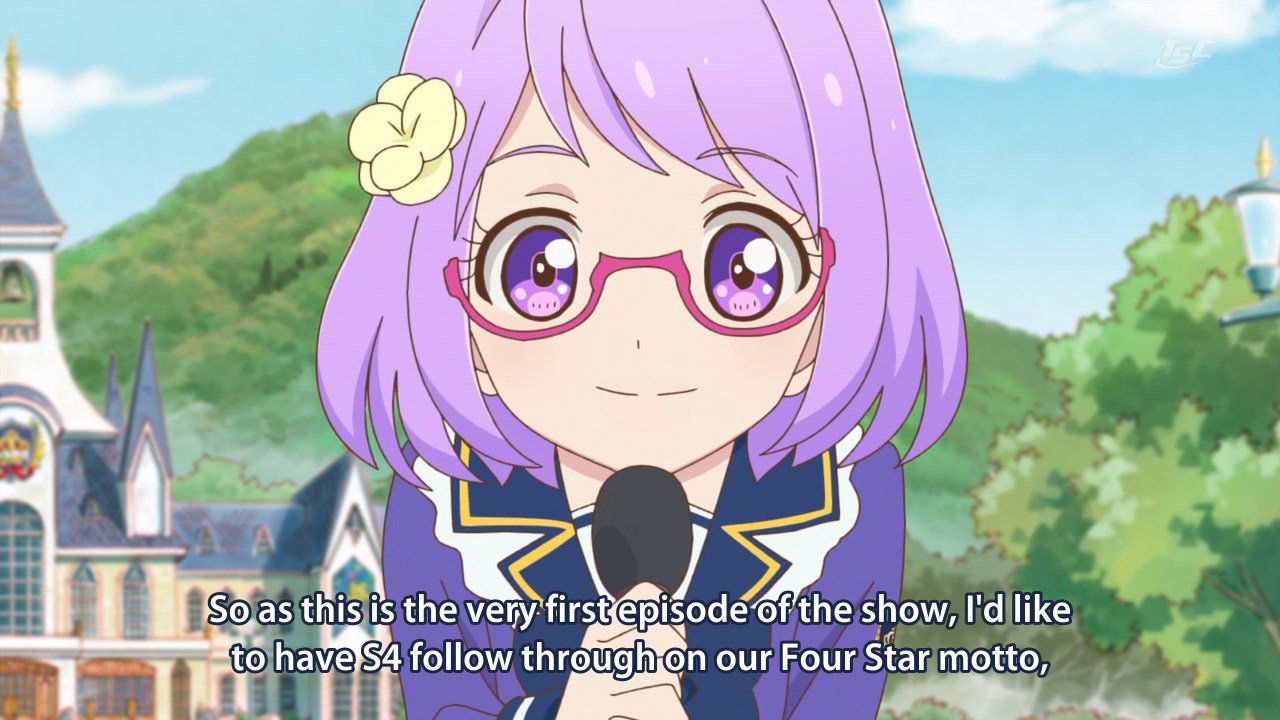 TSC
So as this is the very first episode of the show, I'd like
to have S4 follow through on our Four Star motto,